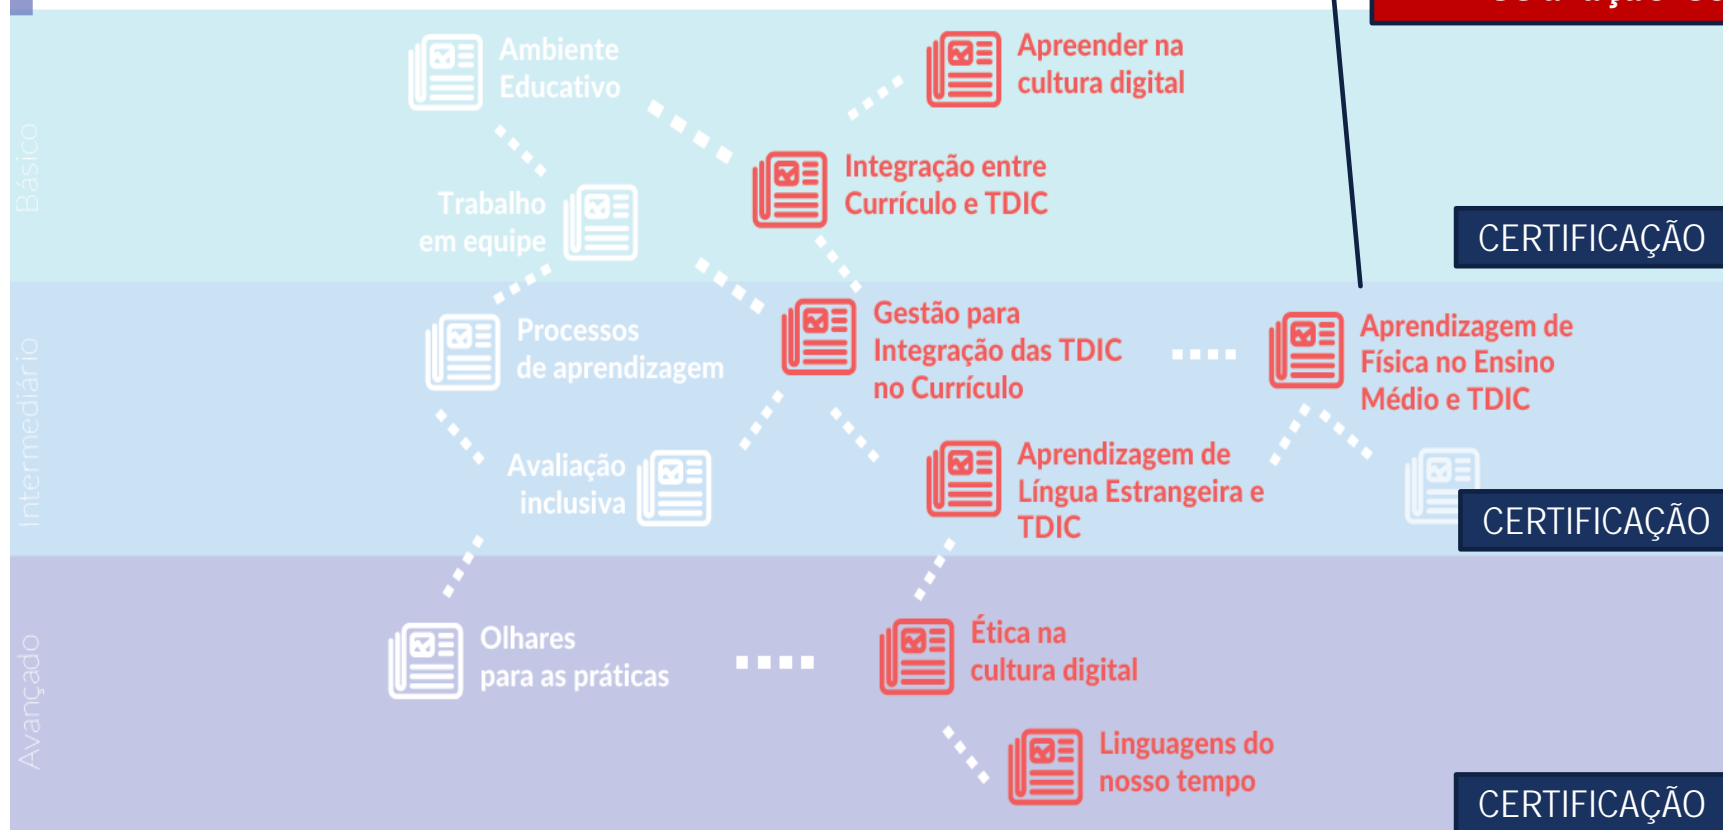 Básico
Ambiente
Educativo
Apreender na
cultura digital
Integração entre
Currículo e TDIC
Trabalho
em equipe
CERTIFICAÇÃO
Intermediário
Processos
de aprendizagem
Gestão para
Integração das TDIC
no Currículo
Aprendizagem de
Física no Ensino
Médio e TDIC
Avaliação
inclusiva
Aprendizagem de
Língua Estrangeira e
TDIC
CERTIFICAÇÃO
Avançado
Olhares
para as práticas
Ética na
cultura digital
Linguagens do
nosso tempo
CERTIFICAÇÃO